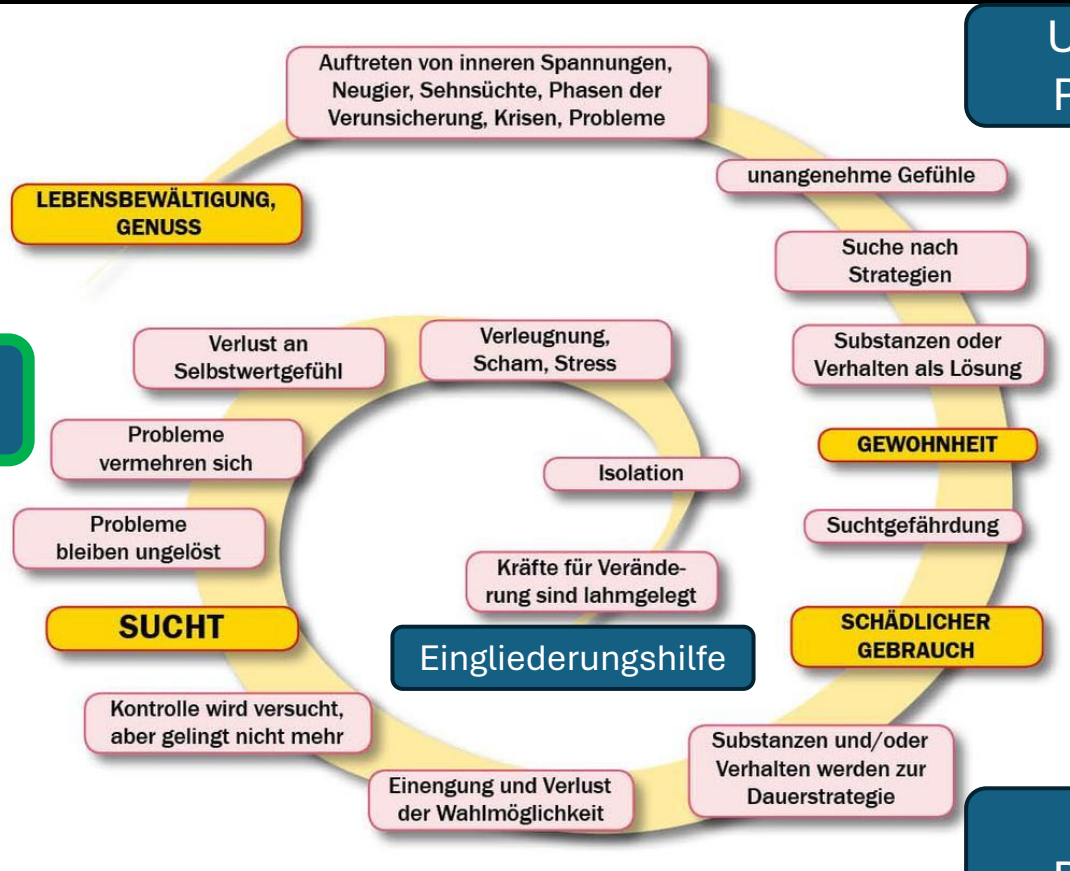 Auftreten von inneren Spannungen,
Neugier, Sehnsüchte, Phasen der
Verunsicherung, Krisen, Probleme
LEBENSBEWÄLTIGUNG,
GENUSS
unangenehme Gefühle
Suche nach
Strategien
Substanzen oder
Verhalten als Lösung
GEWOHNHEIT
Suchtgefährdung
SCHÄDLICHER
GEBRAUCH
Substanzen und/oder
Verhalten werden zur
Dauerstrategie
Einengung und Verlust
der Wahlmöglichkeit
Kontrolle wird versucht,
aber gelingt nicht mehr
SUCHT
Probleme
bleiben ungelöst
Probleme
vermehren sich
Verlust an
Selbstwertgefühl
Verleugnung,
Scham, Stress
Isolation
Kräfte für Verände-
rung sind lahmgelegt
Eingliederungshilfe